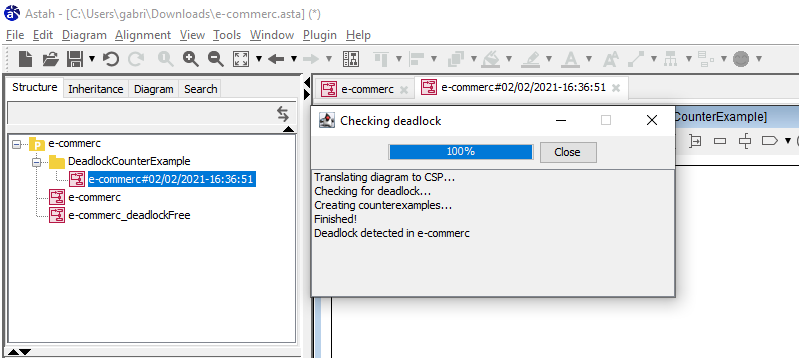 Astah - [C:\Users\gabri\Downloads\e-commerc.asta] (*)
File Edit Diagram Alignment View Tools Window Plugin Help
Structure Inheritance Diagram Search
e-commerc
DeadlockCounterExample
e-commerc#02/02/2021-16:36:51
e-commerc
e-commerc_deadlockFree
e-commerc e-commerc#02/02/2021-16:36:51
CounterExample]
Checking deadlock
100% Close
Translating diagram to CSP...
Checking for deadlock...
Creating counterexamples...
Finished!
Deadlock detected in e-commerc